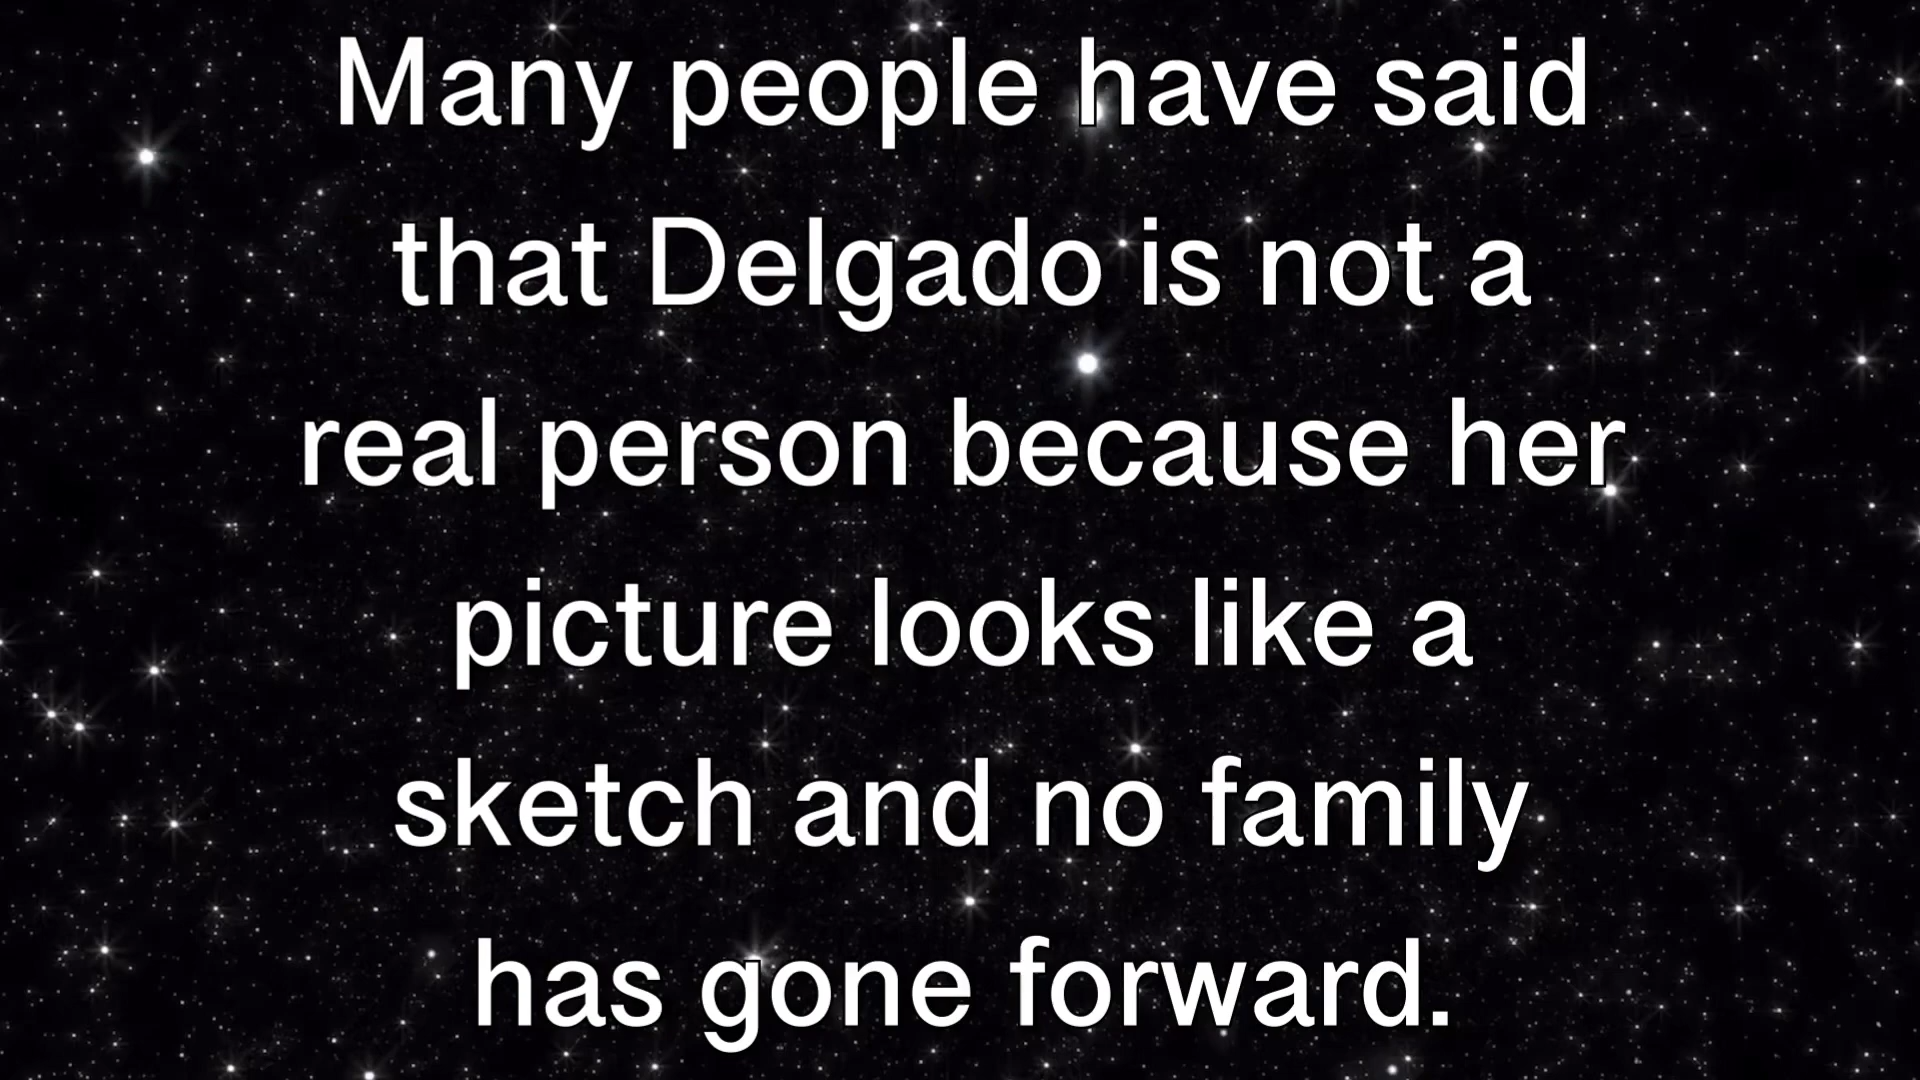 Many people have said
that Delgado is not a
real person because her
picture looks like a
sketch and no family
has gone forward.